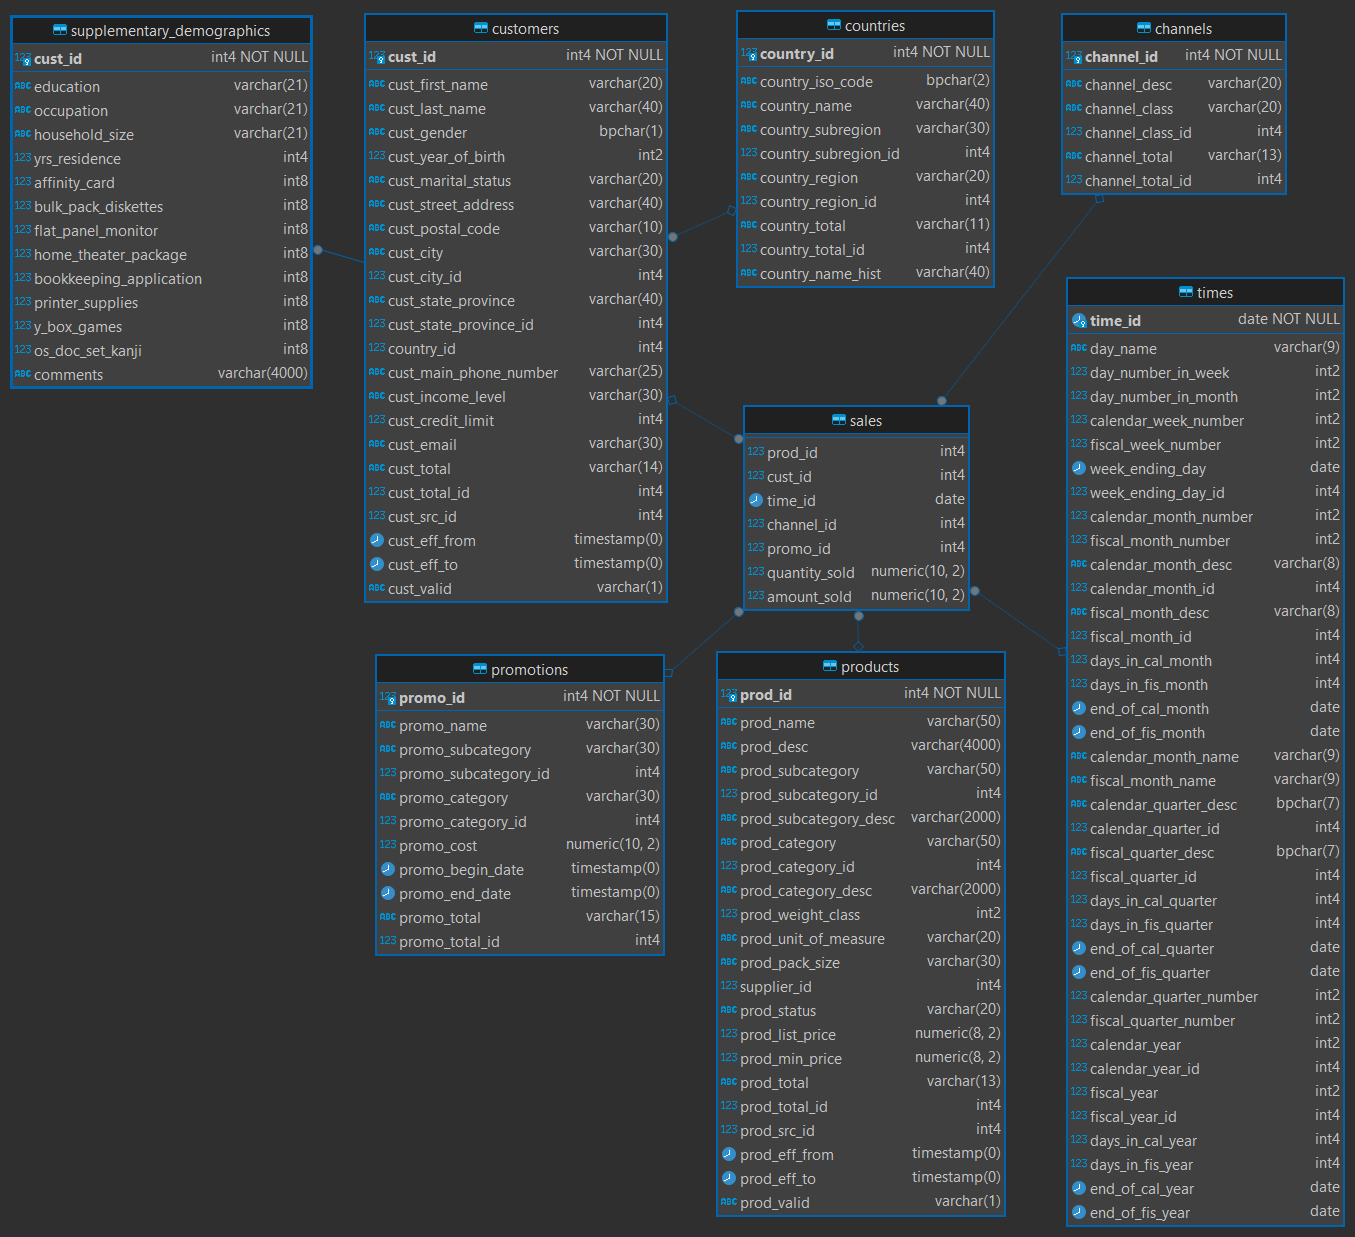 supplementary_demographics
cust_id int4 NOT NULL
education varchar(21)
occupation varchar(21)
household_size varchar(21)
yrs_residence int4
affinity_card int8
bulk_pack_diskettes int8
flat_panel_monitor int8
home_theater_package int8
bookkeeping_application int8
printer_supplies int8
y_box_games int8
os_doc_set_kanji int8
comments varchar(4000)
customers
cust_id int4 NOT NULL
cust_first_name varchar(20)
cust_last_name varchar(40)
cust_gender bpchar(1)
cust_year_of_birth int2
cust_marital_status varchar(20)
cust_street_address varchar(40)
cust_postal_code varchar(10)
cust_city varchar(30)
cust_city_id int4
cust_state_province varchar(40)
cust_state_province_id int4
country_id int4
cust_main_phone_number varchar(25)
cust_income_level varchar(30)
cust_credit_limit int4
cust_email varchar(30)
cust_total varchar(14)
cust_total_id int4
cust_src_id int4
cust_eff_from timestamp(0)
cust_eff_to timestamp(0)
cust_valid varchar(1)
countries
country_id int4 NOT NULL
country_iso_code bpchar(2)
country_name varchar(40)
country_subregion varchar(30)
country_subregion_id int4
country_region varchar(20)
country_region_id int4
country_total varchar(11)
country_total_id int4
country_name_hist varchar(40)
channels
channel_id int4 NOT NULL
channel_desc varchar(20)
channel_class varchar(20)
channel_class_id int4
channel_total varchar(13)
channel_total_id int4
sales
prod_id int4
cust_id int4
time_id date
channel_id int4
promo_id int4
quantity_sold numeric(10, 2)
amount_sold numeric(10, 2)
times
time_id date NOT NULL
day_name varchar(9)
day_number_in_week int2
day_number_in_month int2
calendar_week_number int2
fiscal_week_number int2
week_ending_day date
week_ending_day_id int4
calendar_month_number int2
fiscal_month_number int2
calendar_month_desc varchar(8)
calendar_month_id int4
fiscal_month_desc varchar(8)
fiscal_month_id int4
days_in_cal_month int4
days_in_fis_month int4
end_of_cal_month date
end_of_fis_month date
calendar_month_name varchar(9)
fiscal_month_name varchar(9)
calendar_quarter_desc bpchar(7)
calendar_quarter_id int4
fiscal_quarter_desc bpchar(7)
fiscal_quarter_id int4
days_in_cal_quarter int4
days_in_fis_quarter int4
end_of_cal_quarter date
end_of_fis_quarter date
calendar_quarter_number int2
fiscal_quarter_number int2
calendar_year int2
calendar_year_id int4
fiscal_year int2
fiscal_year_id int4
days_in_cal_year int4
days_in_fis_year int4
end_of_cal_year date
end_of_fis_year date
promotions
promo_id int4 NOT NULL
promo_name varchar(30)
promo_subcategory varchar(30)
promo_subcategory_id int4
promo_category varchar(30)
promo_category_id int4
promo_cost numeric(10, 2)
promo_begin_date timestamp(0)
promo_end_date timestamp(0)
promo_total varchar(15)
promo_total_id int4
products
prod_id int4 NOT NULL
prod_name varchar(50)
prod_desc varchar(4000)
prod_subcategory varchar(50)
prod_subcategory_id int4
prod_subcategory_desc varchar(2000)
prod_category varchar(50)
prod_category_id int4
prod_category_desc varchar(2000)
prod_weight_class int2
prod_unit_of_measure varchar(20)
prod_pack_size varchar(30)
supplier_id int4
prod_status varchar(20)
prod_list_price numeric(8, 2)
prod_min_price numeric(8, 2)
prod_total varchar(13)
prod_total_id int4
prod_src_id int4
prod_eff_from timestamp(0)
prod_eff_to timestamp(0)
prod_valid varchar(1)